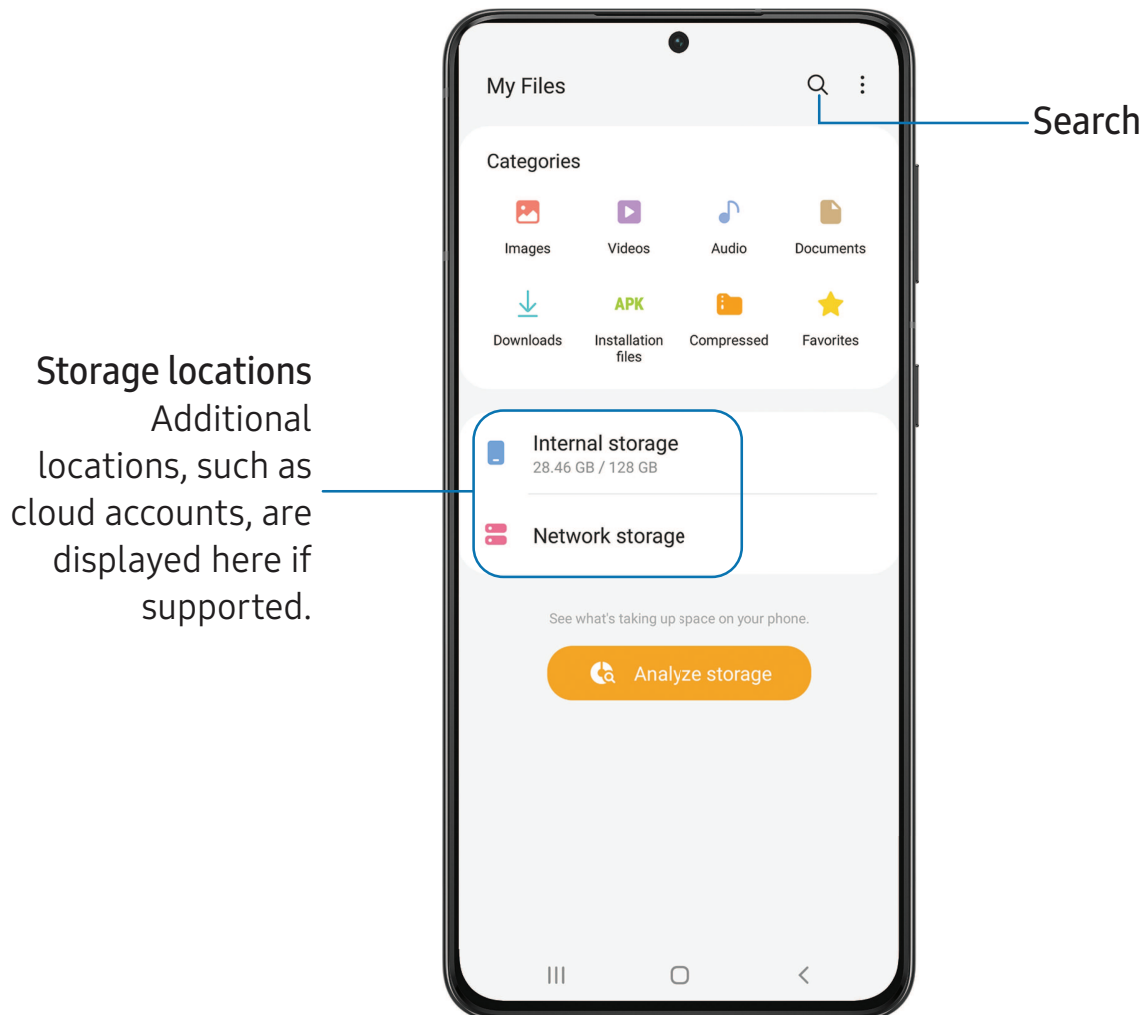 My Files
Search
Categories
Images Videos Audio Documents
Downloads APK Installation files Compressed Favorites
Storage locations
Additional
locations, such as
cloud accounts, are
displayed here if
supported.
Internal storage
28.46 GB / 128 GB
Network storage
See what's taking up space on your phone.
Analyze storage